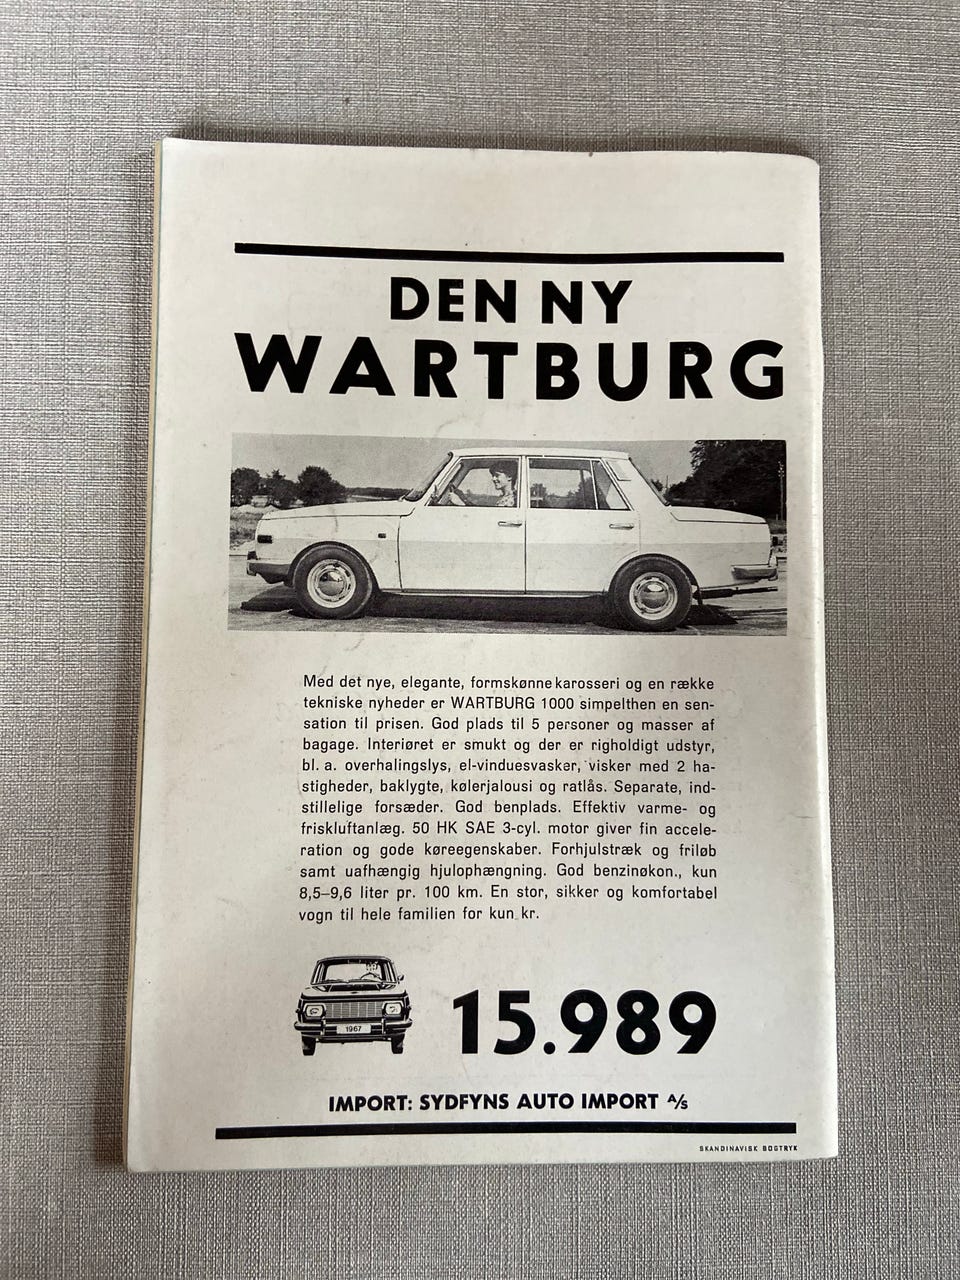 DEN NY
WARTBURG
Med det nye, elegante, formskønne karosseri og en række
tekniske nyheder er WARTBURG 1000 simpelthen en sen-
sation til prisen. God plads til 5 personer og masser af
bagage. Interiøret er smukt og der er righoldigt udstyr,
bl. a. overhalingslys, el-vinduesvasker, visker med 2 ha-
stigheder, baklygte, kølerjalousi og ratlås. Separate, ind-
stillelige forsæder. God benplads. Effektiv varme- og
friskluftanlæg. 50 HK SAE 3-cyl. motor giver fin accele-
ration og gode køreegenskaber. Forhjulstræk og friløb
samt uafhængig hjulophængning. God benzinøkon., kun
8,5–9,6 liter pr. 100 km. En stor, sikker og komfortabel
vogn til hele familien for kun kr.
1967
15.989
IMPORT: SYDFYNS AUTO IMPORT A/S
SKANDINAVISK BOGTRYK